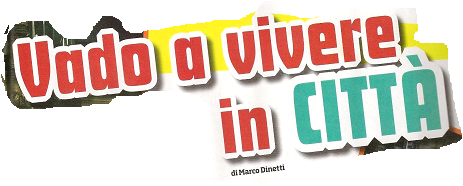 Vado a vivere
in CITTÀ
di Marco Dinetti